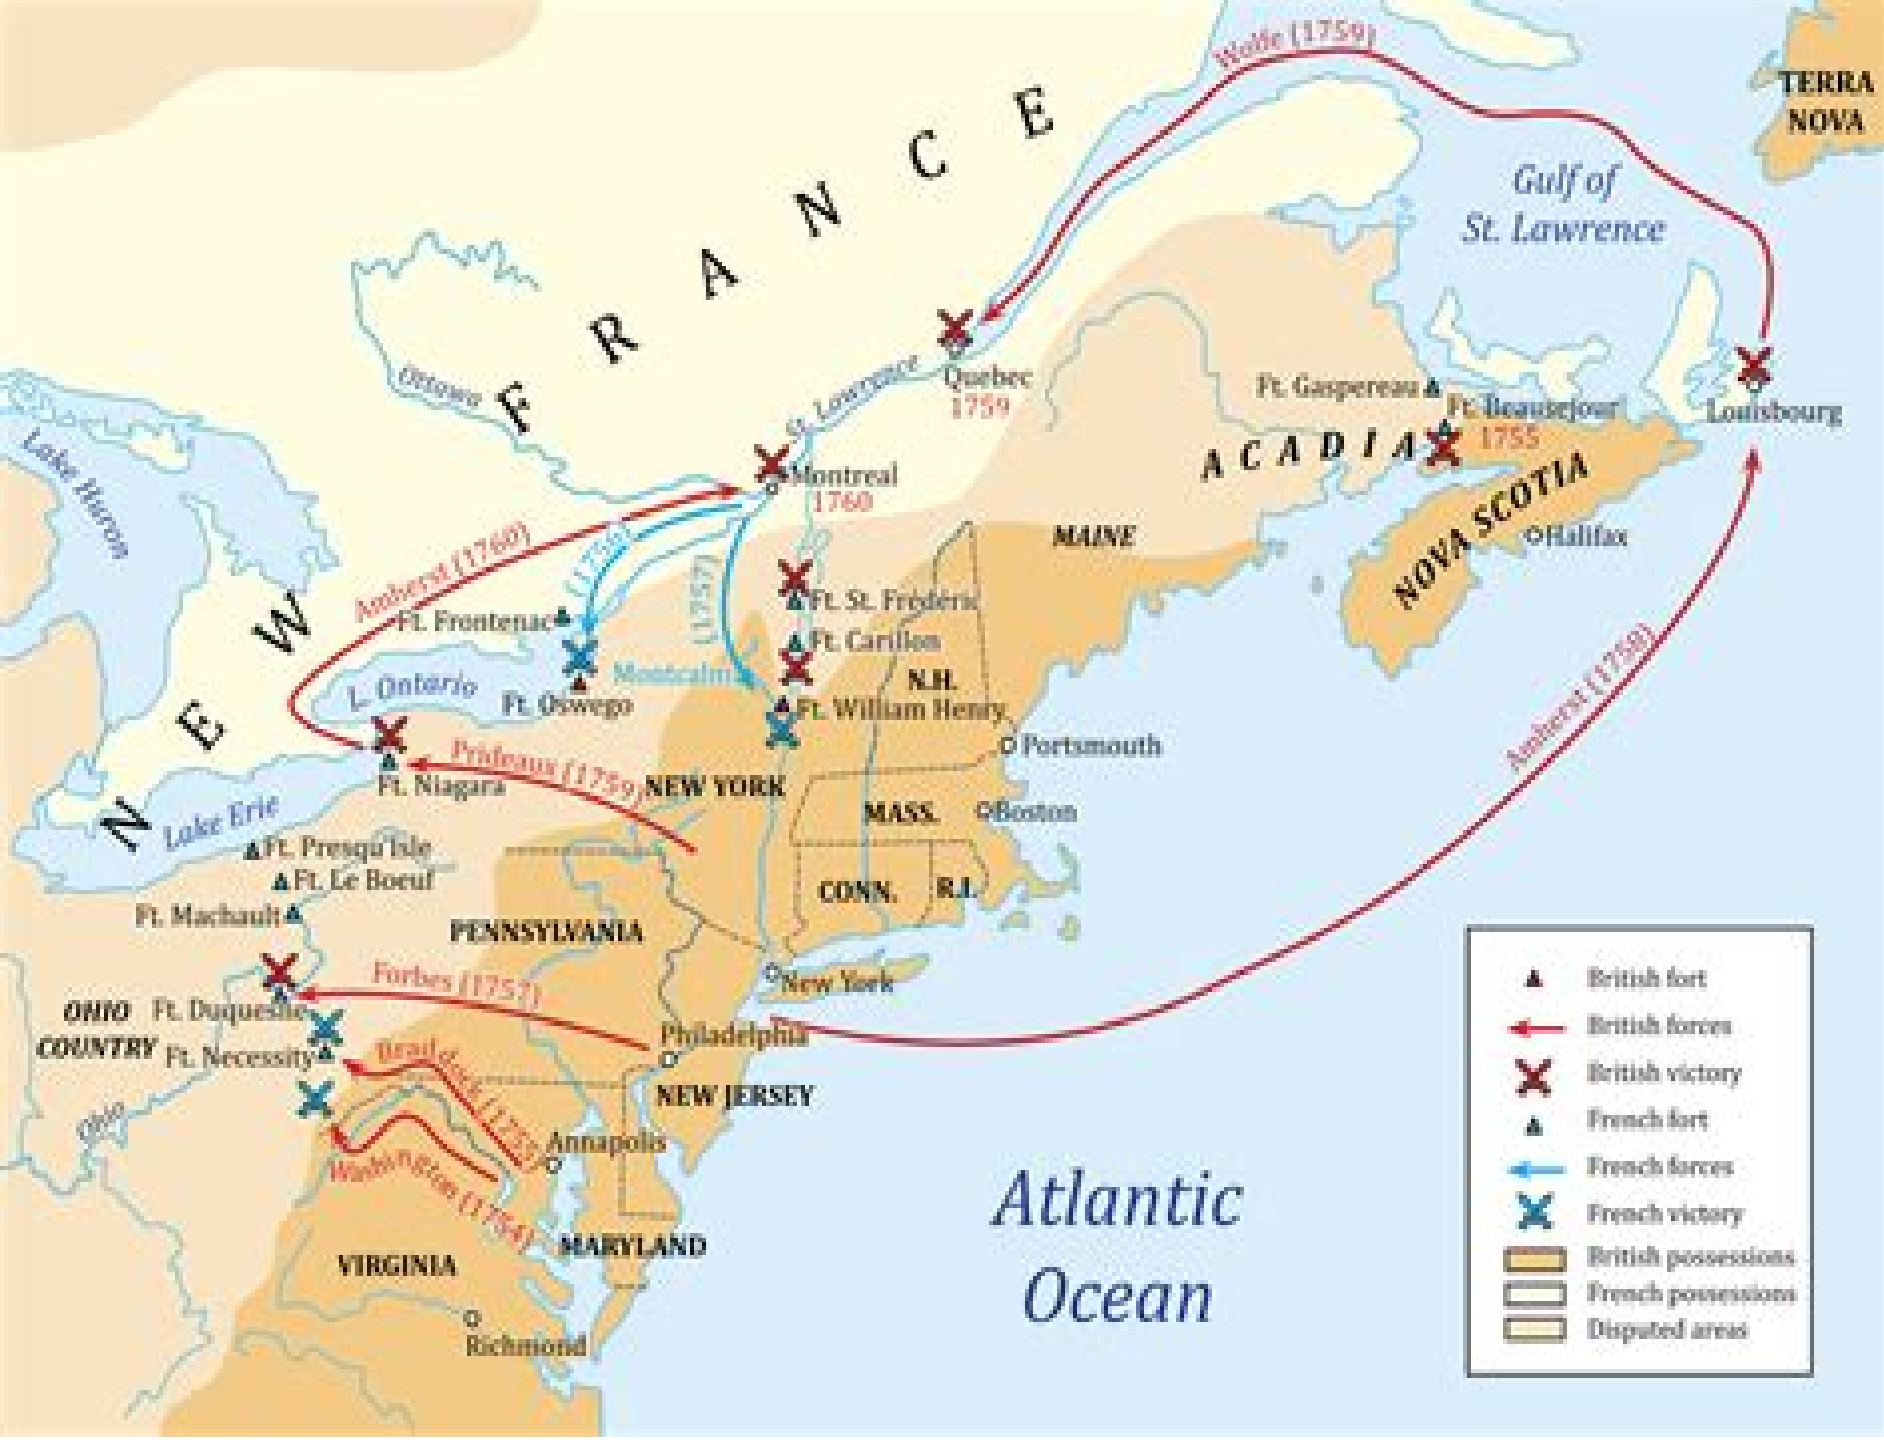 Wolfe (1759)
TERRA
NOVA
Gulf of
St. Lawrence
NEW FRANCE
Ottawa
St. Lawrence
Quebec
1759
Ft. Gaspereau
Ft. Beausejour
1755
Louisbourg
ACADIA
Lake Huron
Montreal
1760
NOVA SCOTIA
Halifax
MAINE
Amherst (1760)
(1756)
(1757)
Ft. St. Frédéric
Ft. Frontenac
Ft. Carillon
Montcalm
L. Ontario
Ft. Oswego
N.H.
Ft. William Henry
Amherst (1758)
Portsmouth
Prideaux (1759)
Ft. Niagara
NEW YORK
Lake Erie
MASS.
Boston
Ft. Presqu'Isle
Ft. Le Boeuf
CONN.
R.I.
Ft. Machault
PENNSYLVANIA
Forbes
New York
OHIO
COUNTRY
Ft. Duquesne
Philadelphia
Ft. Necessity
Braddock
NEW JERSEY
Ohio
Annapolis
Washington (1754)
MARYLAND
VIRGINIA
Richmond
Atlantic
Ocean
British fort
British forces
British victory
French fort
French forces
French victory
British possessions
French possessions
Disputed areas